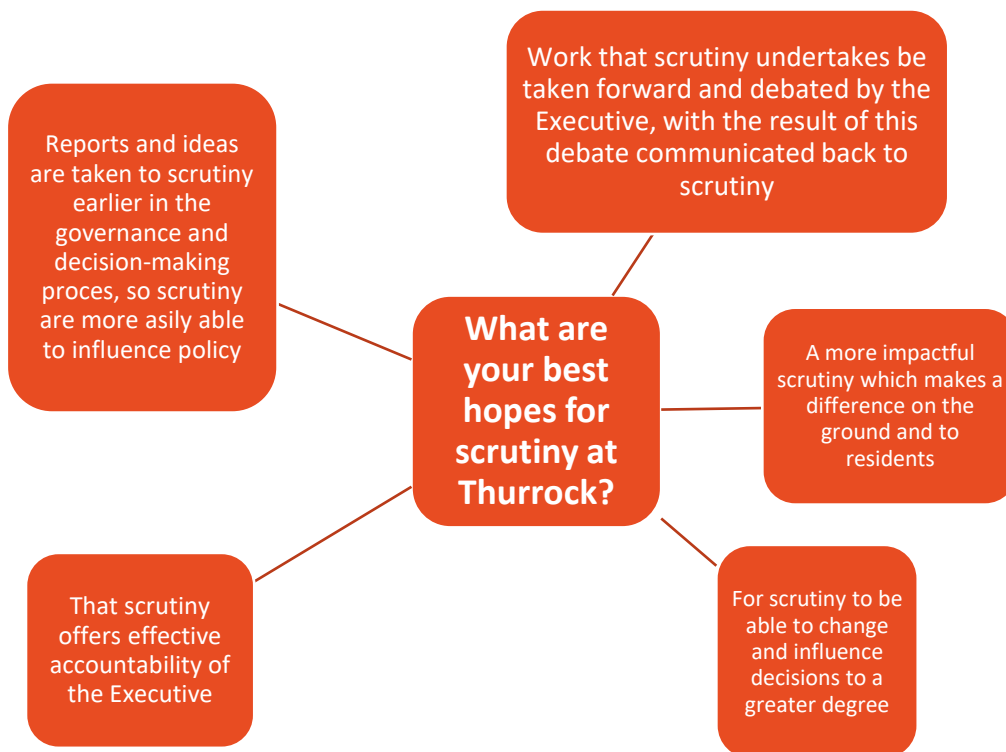 Work that scrutiny undertakes be
taken forward and debated by the
Executive, with the result of this
debate communicated back to
scrutiny
Reports and ideas
are taken to scrutiny
earlier in the
governance and
decision-making
proces, so scrutiny
are more asily able
to influence policy
What are
your best
hopes for
scrutiny at
Thurrock?
A more impactful
scrutiny which makes a
difference on the
ground and to
residents
That scrutiny
offers effective
accountability of
the Executive
For scrutiny to be
able to change
and influence
decisions to a
greater degree